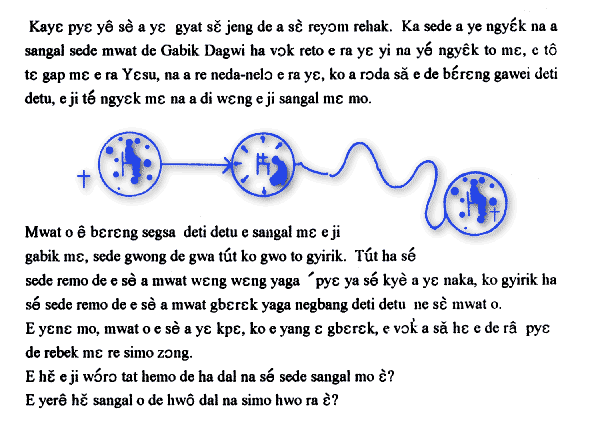 Kayɛ pyɛ yê sè a yɛ gyat sě jeng de a sɛ̀ reyɔm rehak. Ka sede a ye ngyɛ́k na a
sangal sede mwat de Gabik Dagwi ha vɔk reto e ra yɛ yi na yɛ́ ngyɛ̂k to mɛ, e tô
tɛ gap mɛ e ra Yɛsu, na a re neda-nelɔ e ra yɛ, ko a rɔda să e de bɛ́rɛng gawei deti
detu, e ji tɛ́ ngyɛk mɛ na a di wɛng e ji sangal mɛ mo.
Mwat o ê bɛrɛng segsa deti detu e sangal mɛ e ji
gabik mɛ, sede gwong de gwa tút ko gwo to gyirik. Tút ha sé
sede remo de e sè a mwat wɛng wɛng yaga ́ pyɛ ya sé kyè a yɛ naka, ko gyirik ha
sé sede remo de e sè a mwat gbɛrɛk yaga negbang deti detu ne sɛ̀ mwat o.
E yɛnɛ mo, mwat o e sè a yɛ kpɛ, ko e yang ɛ gbɛrɛk, e vɔk̀ a să hɛ e de râ pyɛ
de rebek mɛ re simo zɔng.
E hɛ̌ e ji wɔ́rɔ tat hemo de ha dal na sé sede sangal mo ɛ̀?
E yerê hɛ̌ sangal o de hwô dal na simo hwo ra ɛ̀?